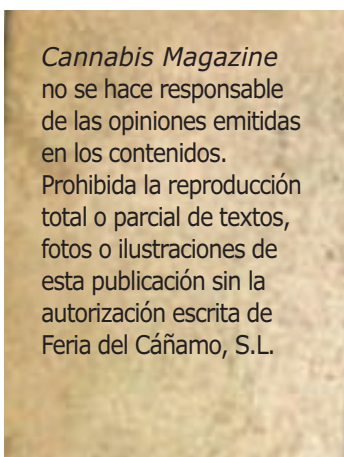 Cannabis Magazine
no se hace responsable
de las opiniones emitidas
en los contenidos.
Prohibida la reproducción
total o parcial de textos,
fotos o ilustraciones de
esta publicación sin la
autorización escrita de
Feria del Cáñamo, S.L.